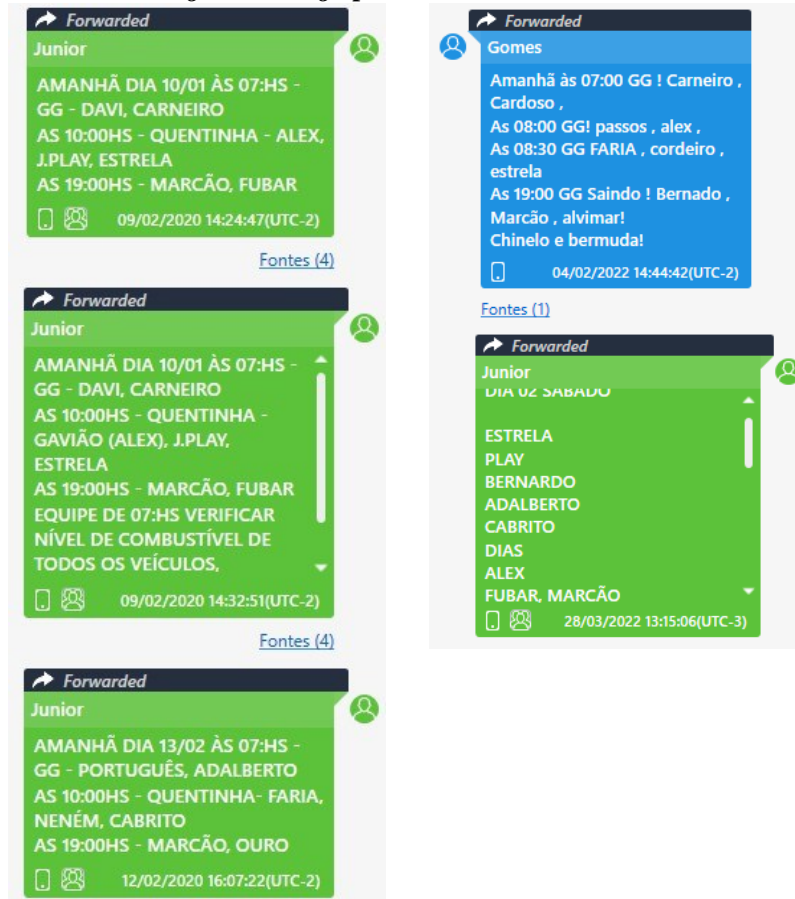 Forwarded
Junior
AMANHÃ DIA 10/01 ÀS 07:HS -
GG - DAVI, CARNEIRO
AS 10:00HS - QUENTINHA - ALEX,
J.PLAY, ESTRELA
AS 19:00HS - MARCÃO, FUBAR
09/02/2020 14:24:47(UTC-2)
Fontes (4)
Forwarded
Junior
AMANHÃ DIA 10/01 ÀS 07:HS -
GG - DAVI, CARNEIRO
AS 10:00HS - QUENTINHA -
GAVIÃO (ALEX), J.PLAY,
ESTRELA
AS 19:00HS - MARCÃO, FUBAR
EQUIPE DE 07:HS VERIFICAR
NÍVEL DE COMBUSTÍVEL DE
TODOS OS VEÍCULOS,
09/02/2020 14:32:51(UTC-2)
Fontes (4)
Forwarded
Junior
AMANHÃ DIA 13/02 ÀS 07:HS -
GG - PORTUGUÊS, ADALBERTO
AS 10:00HS - QUENTINHA- FARIA,
NENÉM, CABRITO
AS 19:00HS - MARCÃO, OURO
12/02/2020 16:07:22(UTC-2)
Forwarded
Gomes
Amanhã às 07:00 GG ! Carneiro ,
Cardoso ,
As 08:00 GG! passos , alex ,
As 08:30 GG FARIA , cordeiro ,
estrela
As 19:00 GG Saindo ! Bernado ,
Marcão , alvimar!
Chinelo e bermuda!
04/02/2022 14:44:42(UTC-2)
Fontes (1)
Forwarded
Junior
DIA 02 SABADO
ESTRELA
PLAY
BERNARDO
ADALBERTO
CABRITO
DIAS
ALEX
FUBAR, MARCÃO
28/03/2022 13:15:06(UTC-3)